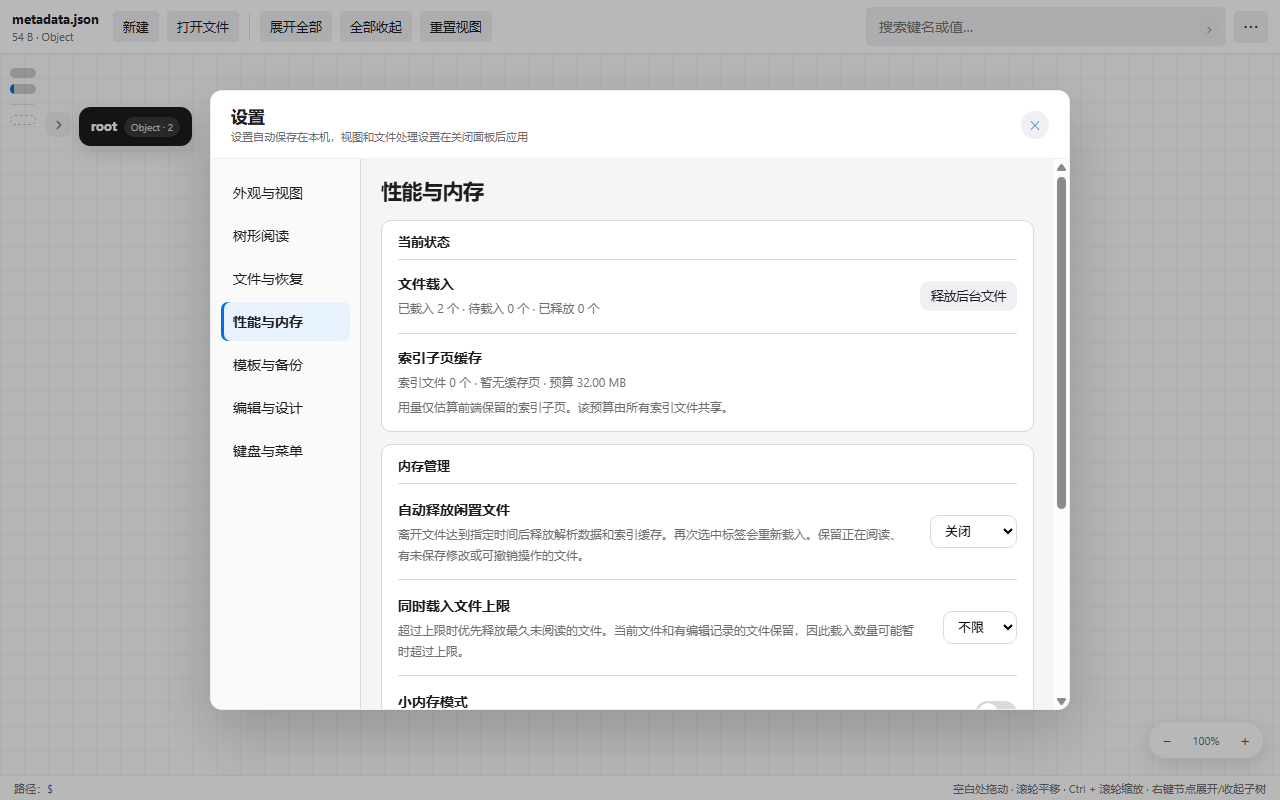 metadata.json
54 B · Object
新建
打开文件
展开全部
全部收起
重置视图
搜索键名或值...
root
Object · 2
设置
设置自动保存在本机，视图和文件处理设置在关闭面板后应用
外观与视图
树形阅读
文件与恢复
性能与内存
模板与备份
编辑与设计
键盘与菜单
性能与内存
当前状态
文件载入
已载入 2 个 · 待载入 0 个 · 已释放 0 个
释放后台文件
索引子页缓存
索引文件 0 个 · 暂无缓存页 · 预算 32.00 MB
用量仅估算前端保留的索引子页。该预算由所有索引文件共享。
内存管理
自动释放闲置文件
离开文件达到指定时间后释放解析数据和索引缓存。再次选中标签会重新载入。保留正在阅读、
有未保存修改或可撤销操作的文件。
关闭
同时载入文件上限
超过上限时优先释放最久未阅读的文件。当前文件和有编辑记录的文件保留，因此载入数量可能暂
时超过上限。
不限
小内存模式
− 100% +
路径： $
空白处拖动 · 滚轮平移 · Ctrl + 滚轮缩放 · 右键节点展开/收起子树